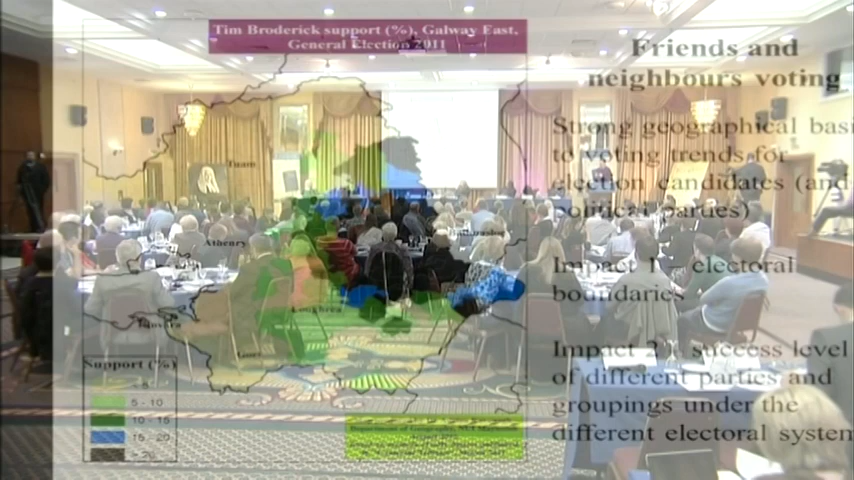 Tim Broderick support (%), Galway East,
General Election 2011
Tuam
Athenry
Loughrea
Gort
Support (%)
5 - 10
10 - 15
15 - 20
Friends and
neighbours voting
Strong geographical
to voting trends for
election candidates (and
political parties)
Impact 1: electoral
boundaries
Impact 2: success level
of different parties and
groupings under the
different electoral system